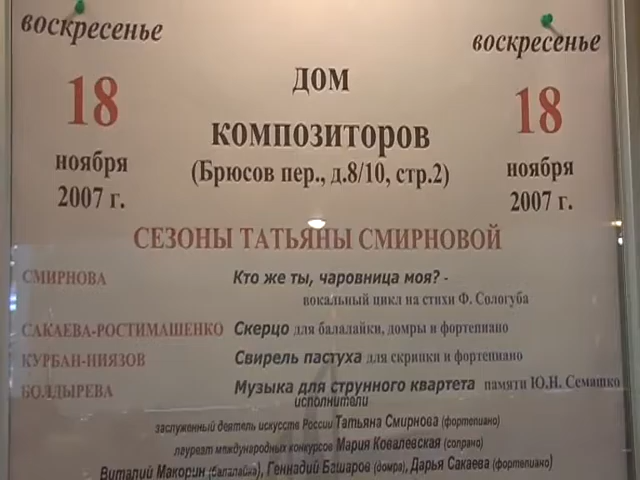 воскресенье
18
ноября
2007 г.
ДОМ
КОМПОЗИТОРОВ
(Брюсов пер., д.8/10, стр.2)
воскресенье
18
ноября
2007 г.
СЕЗОНЫ ТАТЬЯНЫ СМИРНОВОЙ
СМИРНОВА Кто же ты, чаровница моя? -
вокальный цикл на стихи Ф. Сологуба
САКАЕВА-РОСТИМАШЕНКО Скерцо для балалайки, домры и фортепиано
КУРБАН-НИЯЗОВ Свирель пастуха для скрипки и фортепиано
БОЛДЫРЕВА Музыка для струнного квартета памяти Ю.Н. Семашко
исполнители
заслуженный деятель искусств России Татьяна Смирнова (фортепиано)
лауреат международных конкурсов Мария Ковалевская (сопрано)
Виталий Макорин (балалайка), Геннадий Башаров (домра), Дарья Сакаева (фортепиано)